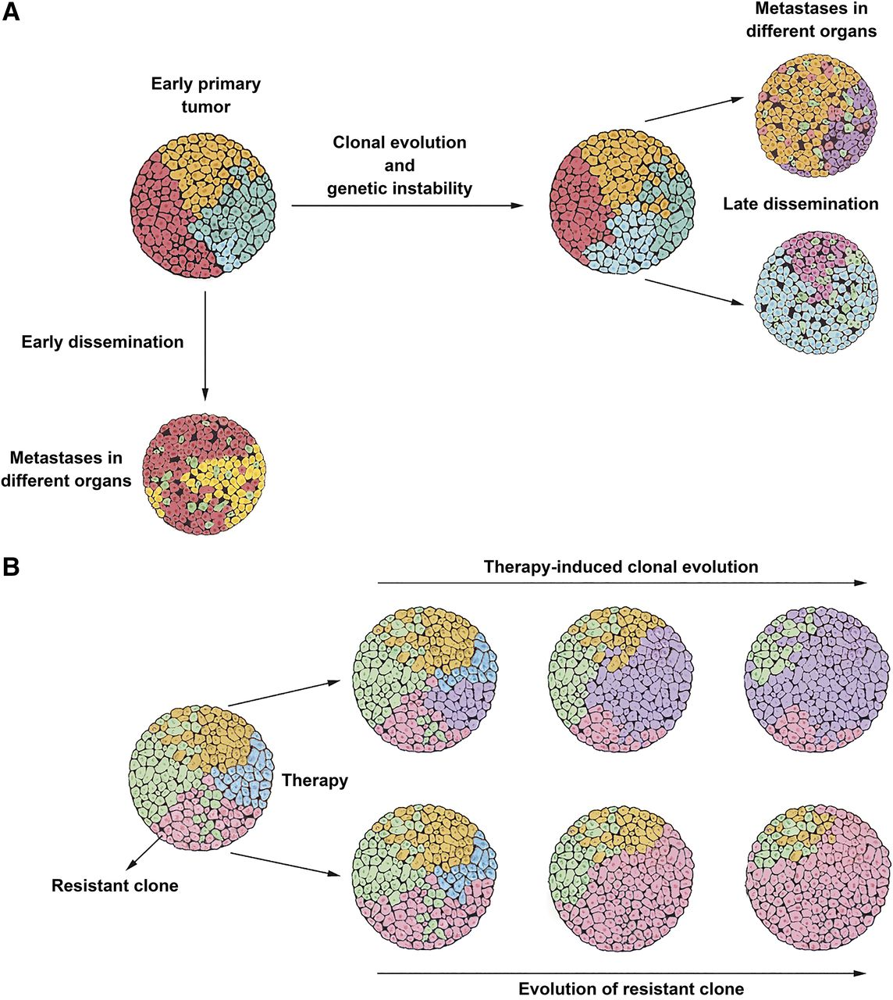 A
Metastases in
different organs
Early primary
tumor
Clonal evolution
and
genetic instability
Late dissemination
Early dissemination
Metastases in
different organs
B
Therapy-induced clonal evolution
Therapy
Resistant clone
Evolution of resistant clone